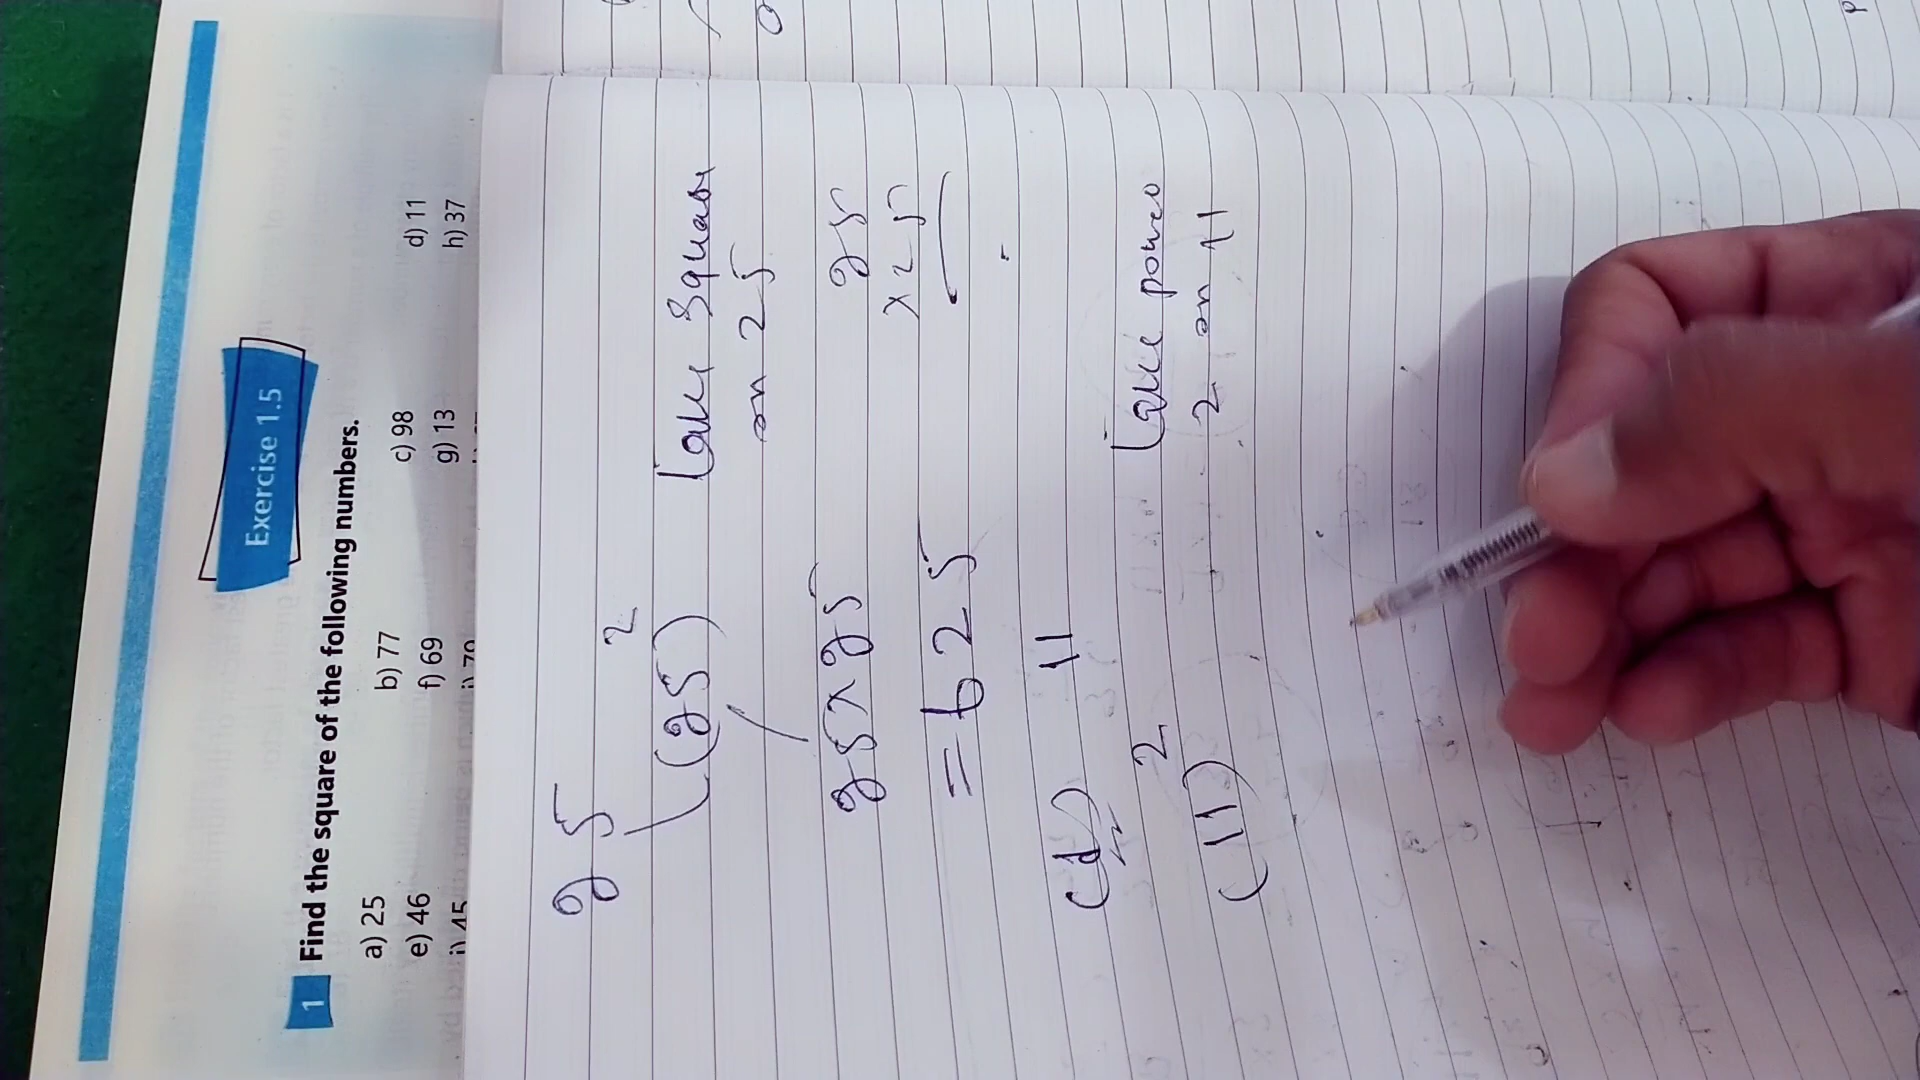 Exercise 1.5
1 Find the square of the following numbers.
a) 25 b) 77 c) 98 d) 11
e) 46 f) 69 g) 13 h) 37
i) 45 j) 79
25
(25)² Take Square
on 25
25×25 25
×25
= 625
(d) 11
(11)² Take power
2 on 11